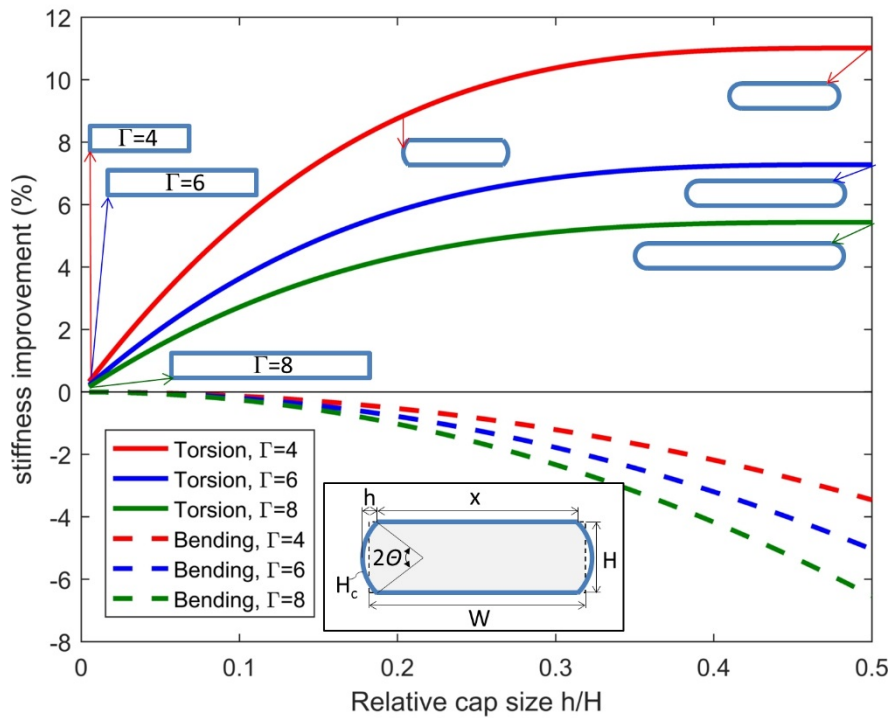 12
10
8
6
4
2
0
-2
-4
-6
-8
stiffness improvement (%)
Γ=4
Γ=6
Γ=8
Torsion, Γ=4
Torsion, Γ=6
Torsion, Γ=8
Bending, Γ=4
Bending, Γ=6
Bending, Γ=8
h
x
2Θ
H
H_c
W
0
0.1
0.2
0.3
0.4
0.5
Relative cap size h/H